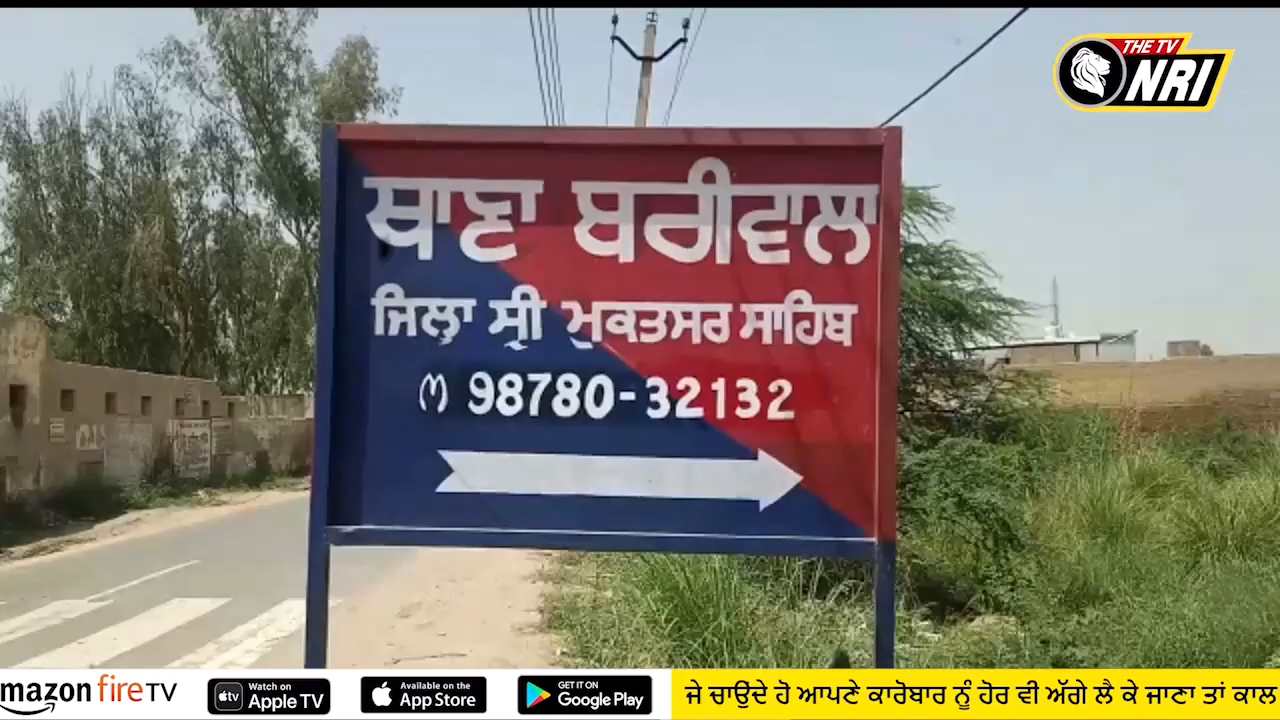 THE TV
NRI
ਥਾਣਾ ਬਰੀਵਾਲਾ
ਜਿਲ੍ਹਾ ਸ੍ਰੀ ਮੁਕਤਸਰ ਸਾਹਿਬ
(M) 98780-32132
mazon fire TV
Watch on
Apple TV
Available on the
App Store
GET IT ON
Google Play
ਜੇ ਚਾਉਂਦੇ ਹੋ ਆਪਣੇ ਕਾਰੋਬਾਰ ਨੂੰ ਹੋਰ ਵੀ ਅੱਗੇ ਲੈ ਕੇ ਜਾਣਾ ਤਾਂ ਕਾਲ